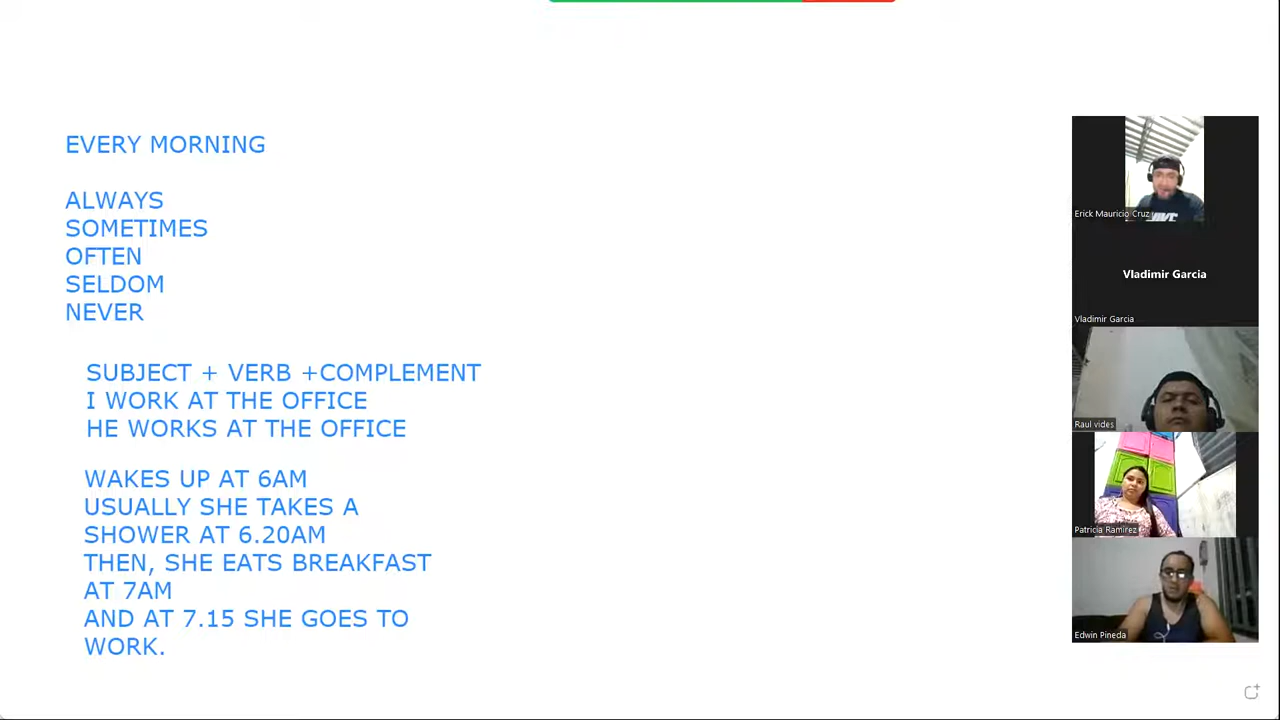 EVERY MORNING
ALWAYS
SOMETIMES
OFTEN
SELDOM
NEVER
SUBJECT + VERB +COMPLEMENT
I WORK AT THE OFFICE
HE WORKS AT THE OFFICE
WAKES UP AT 6AM
USUALLY SHE TAKES A
SHOWER AT 6.20AM
THEN, SHE EATS BREAKFAST
AT 7AM
AND AT 7.15 SHE GOES TO
WORK.
Erick Mauricio Cruz
Vladimir Garcia
Vladimir Garcia
Raul vides
Patricia Ramirez
Edwin Pineda